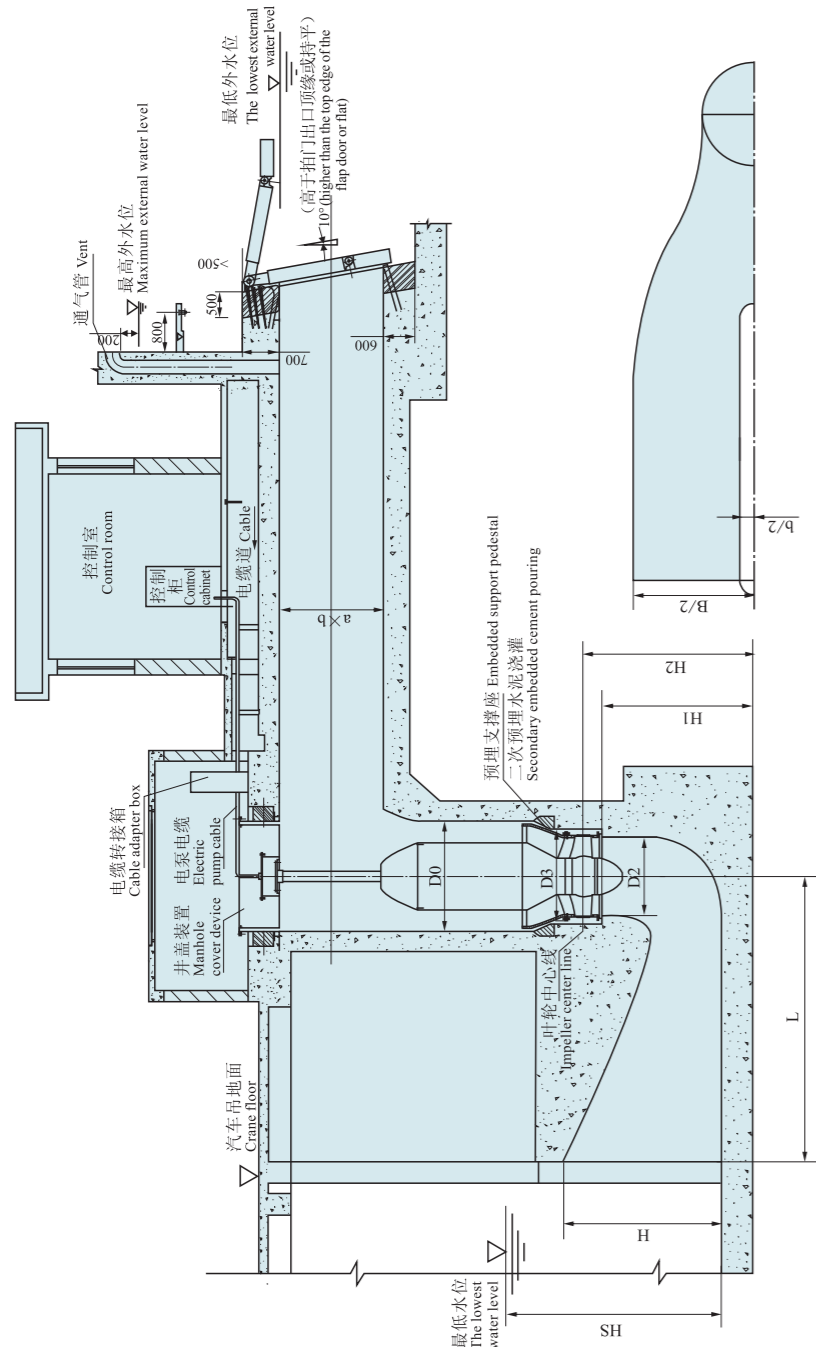 最低水位
The lowest
water level
HS
H
汽车吊地面
Crane floor
L
井盖装置
Manhole
cover device
电泵电缆
Electric
pump cable
电缆转接箱
Cable adapter box
叶轮中心线
Impeller center line
D0
D3
D2
预埋支撑座 Embedded support pedestal
二次预埋水泥浇灌
Secondary embedded cement pouring
H1
H2
控制室
Control room
控制
柜
Control
cabinet
电缆道 Cable
a×b
通气管 Vent
最高外水位
Maximum external water level
200
800
700
500
>500
600
最低外水位
The lowest external
water level
(高于拍门出口顶缘或持平)
10° (higher than the top edge of the
flap door or flat)
B/2
b/2